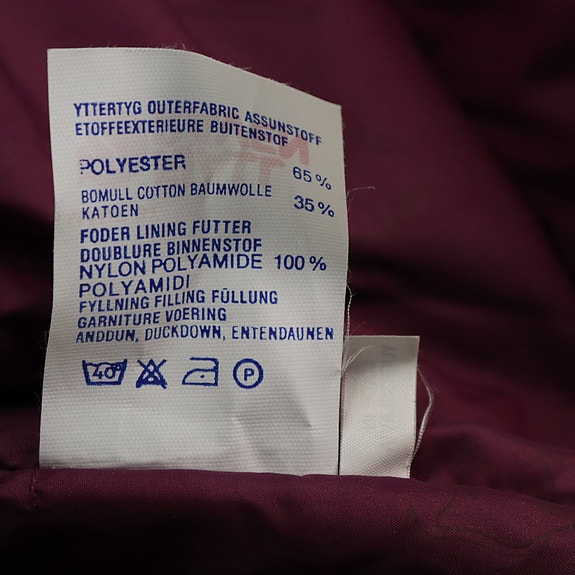 YTTERTYG OUTERFABRIC ASSUNSTOFF
ETOFFEEXTERIEURE BUITENSTOF
POLYESTER 65%
BOMULL COTTON BAUMWOLLE 35%
KATOEN
FODER LINING FUTTER
DOUBLURE BINNENSTOF
NYLON POLYAMIDE 100%
POLYAMIDI
FYLLNING FILLING FÜLLUNG
GARNITURE VOERING
ANDDUN, DUCKDOWN, ENTENDAUNEN
40° P